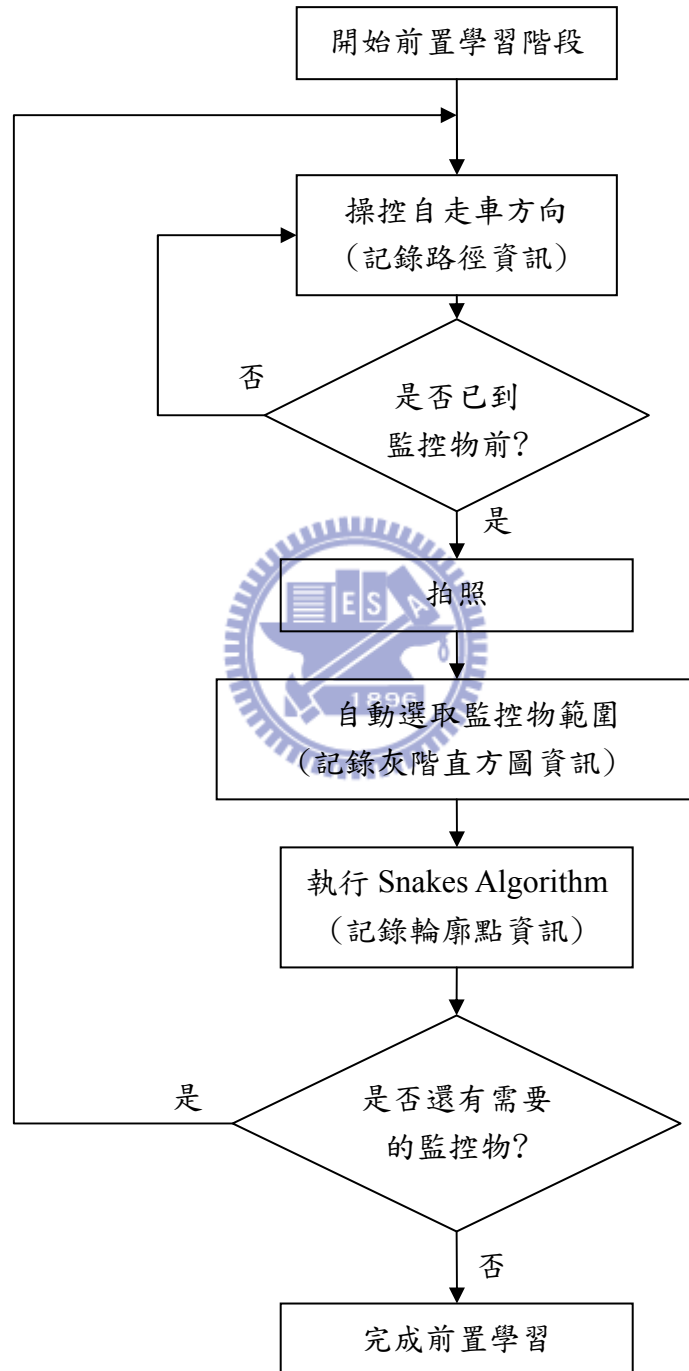 開始前置學習階段
操控自走車方向
（記錄路徑資訊）
否
是否已到
監控物前？
是
拍照
E S A
1896
自動選取監控物範圍
（記錄灰階直方圖資訊）
執行 Snakes Algorithm
（記錄輪廓點資訊）
是
是否還有需要
的監控物？
否
完成前置學習